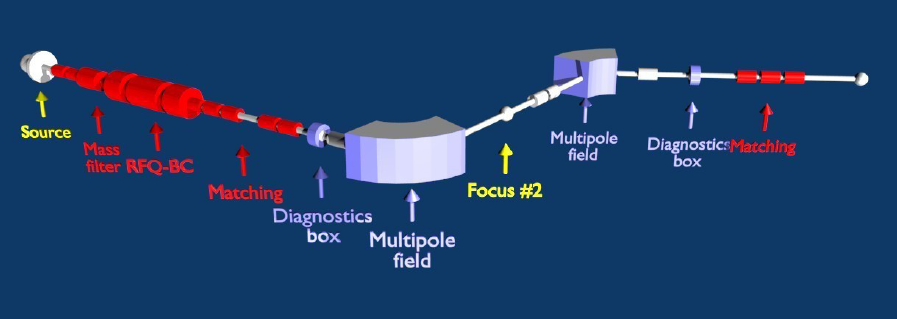 Source
Mass
filter
RFQ-BC
Matching
Diagnostics
box
Multipole
field
Focus #2
Multipole
field
Diagnostics
box
Matching